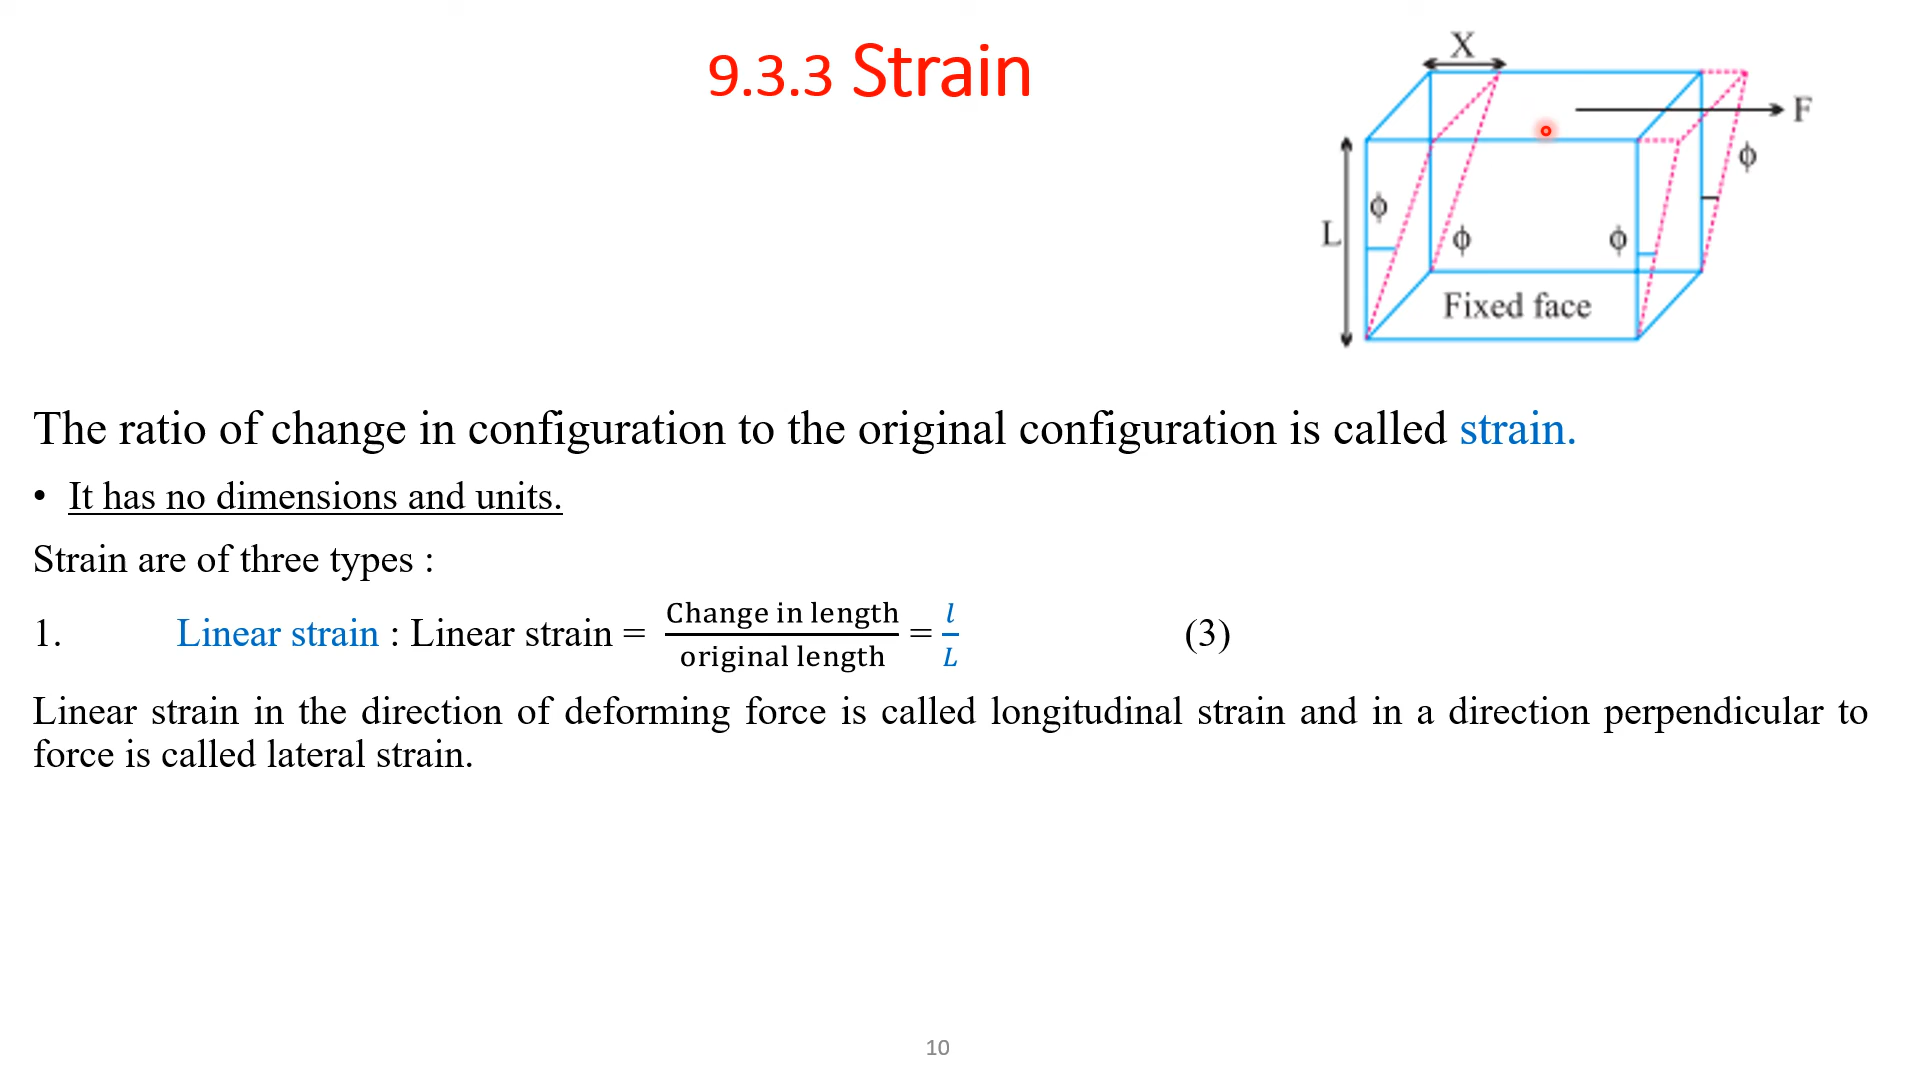 9.3.3 Strain
X
F
ϕ
ϕ
L
ϕ
ϕ
Fixed face
The ratio of change in configuration to the original configuration is called strain.
• It has no dimensions and units.
Strain are of three types :
1. Linear strain : Linear strain = Change in length / original length = l / L (3)
Linear strain in the direction of deforming force is called longitudinal strain and in a direction perpendicular to
force is called lateral strain.
10